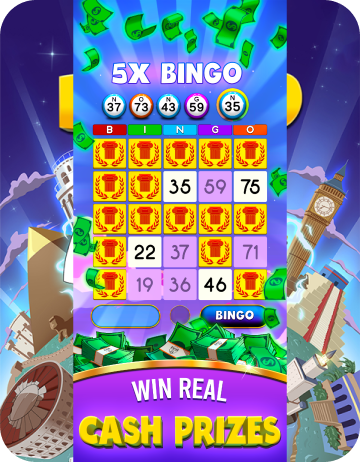 5X BINGO
N O N G N
37 73 43 59 35
B I N G O
35 59 75
22 37 71
19 36 46
BINGO
WIN REAL
CASH PRIZES